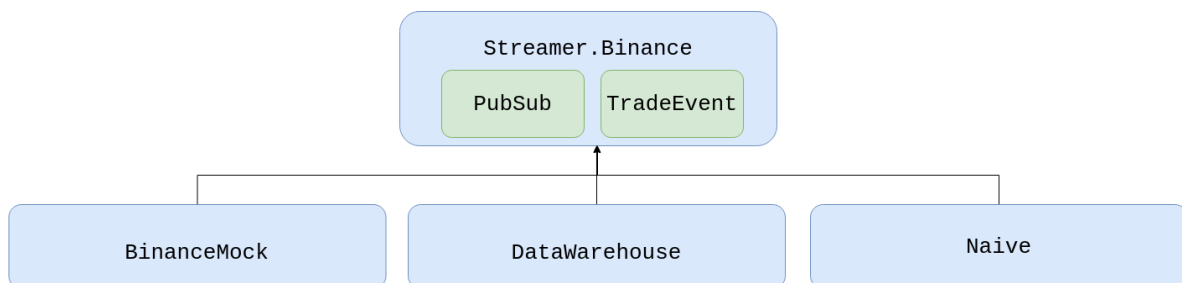 Streamer.Binance
PubSub
TradeEvent
BinanceMock
DataWarehouse
Naive